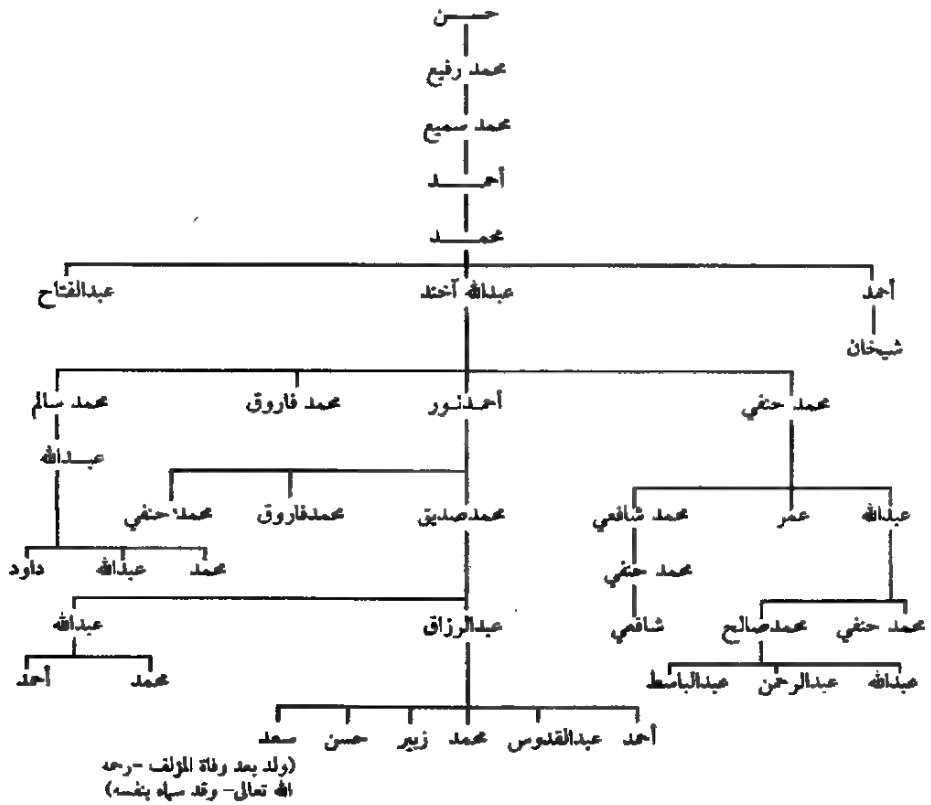 حسن
محمد رفيع
محمد سميع
أحمد
محمد
أحمد عبدالله آخند عبدالفتاح
شيخان
محمد حنفي أحمدنور محمد فاروق محمد سالم
عبدالله
عبدالله عمر محمد شافعي محمدصديق محمدفاروق محمد حنفي
محمد عبدالله داود
محمد حنفي
محمد حنفي محمدصالح شافعي عبدالرزاق عبدالله
عبدالله عبدالرحمن عبدالباسط محمد أحمد
أحمد عبدالقدوس محمد زبير حسن سعد
(ولد بعد وفاة المؤلف -رحمه
الله تعالى- وقد سماه بنفسه)